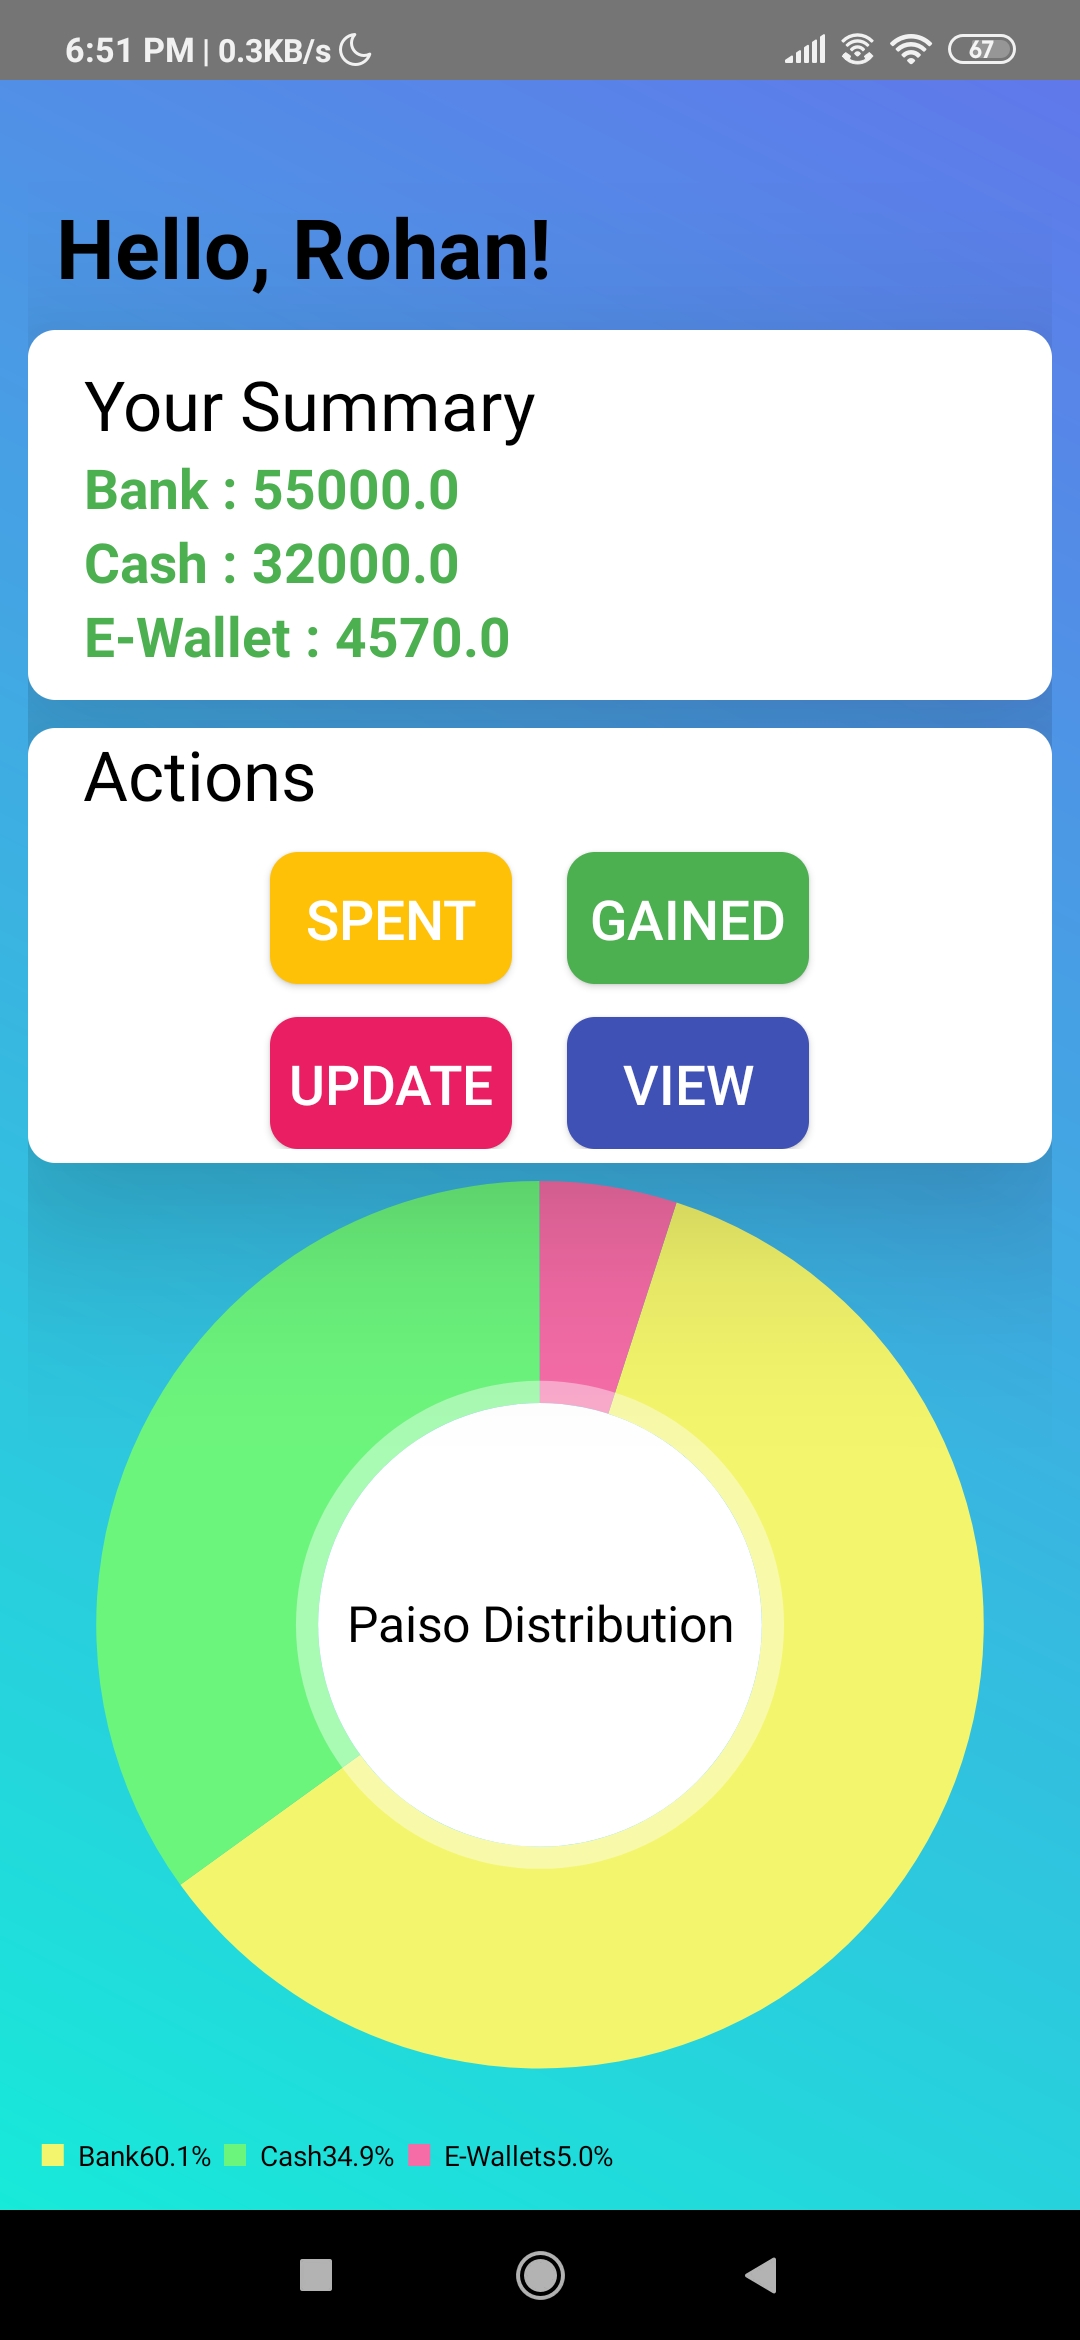 6:51 PM | 0.3KB/s
67
Hello, Rohan!
Your Summary
Bank : 55000.0
Cash : 32000.0
E-Wallet : 4570.0
Actions
SPENT GAINED
UPDATE VIEW
Paiso Distribution
Bank60.1% Cash34.9% E-Wallets5.0%